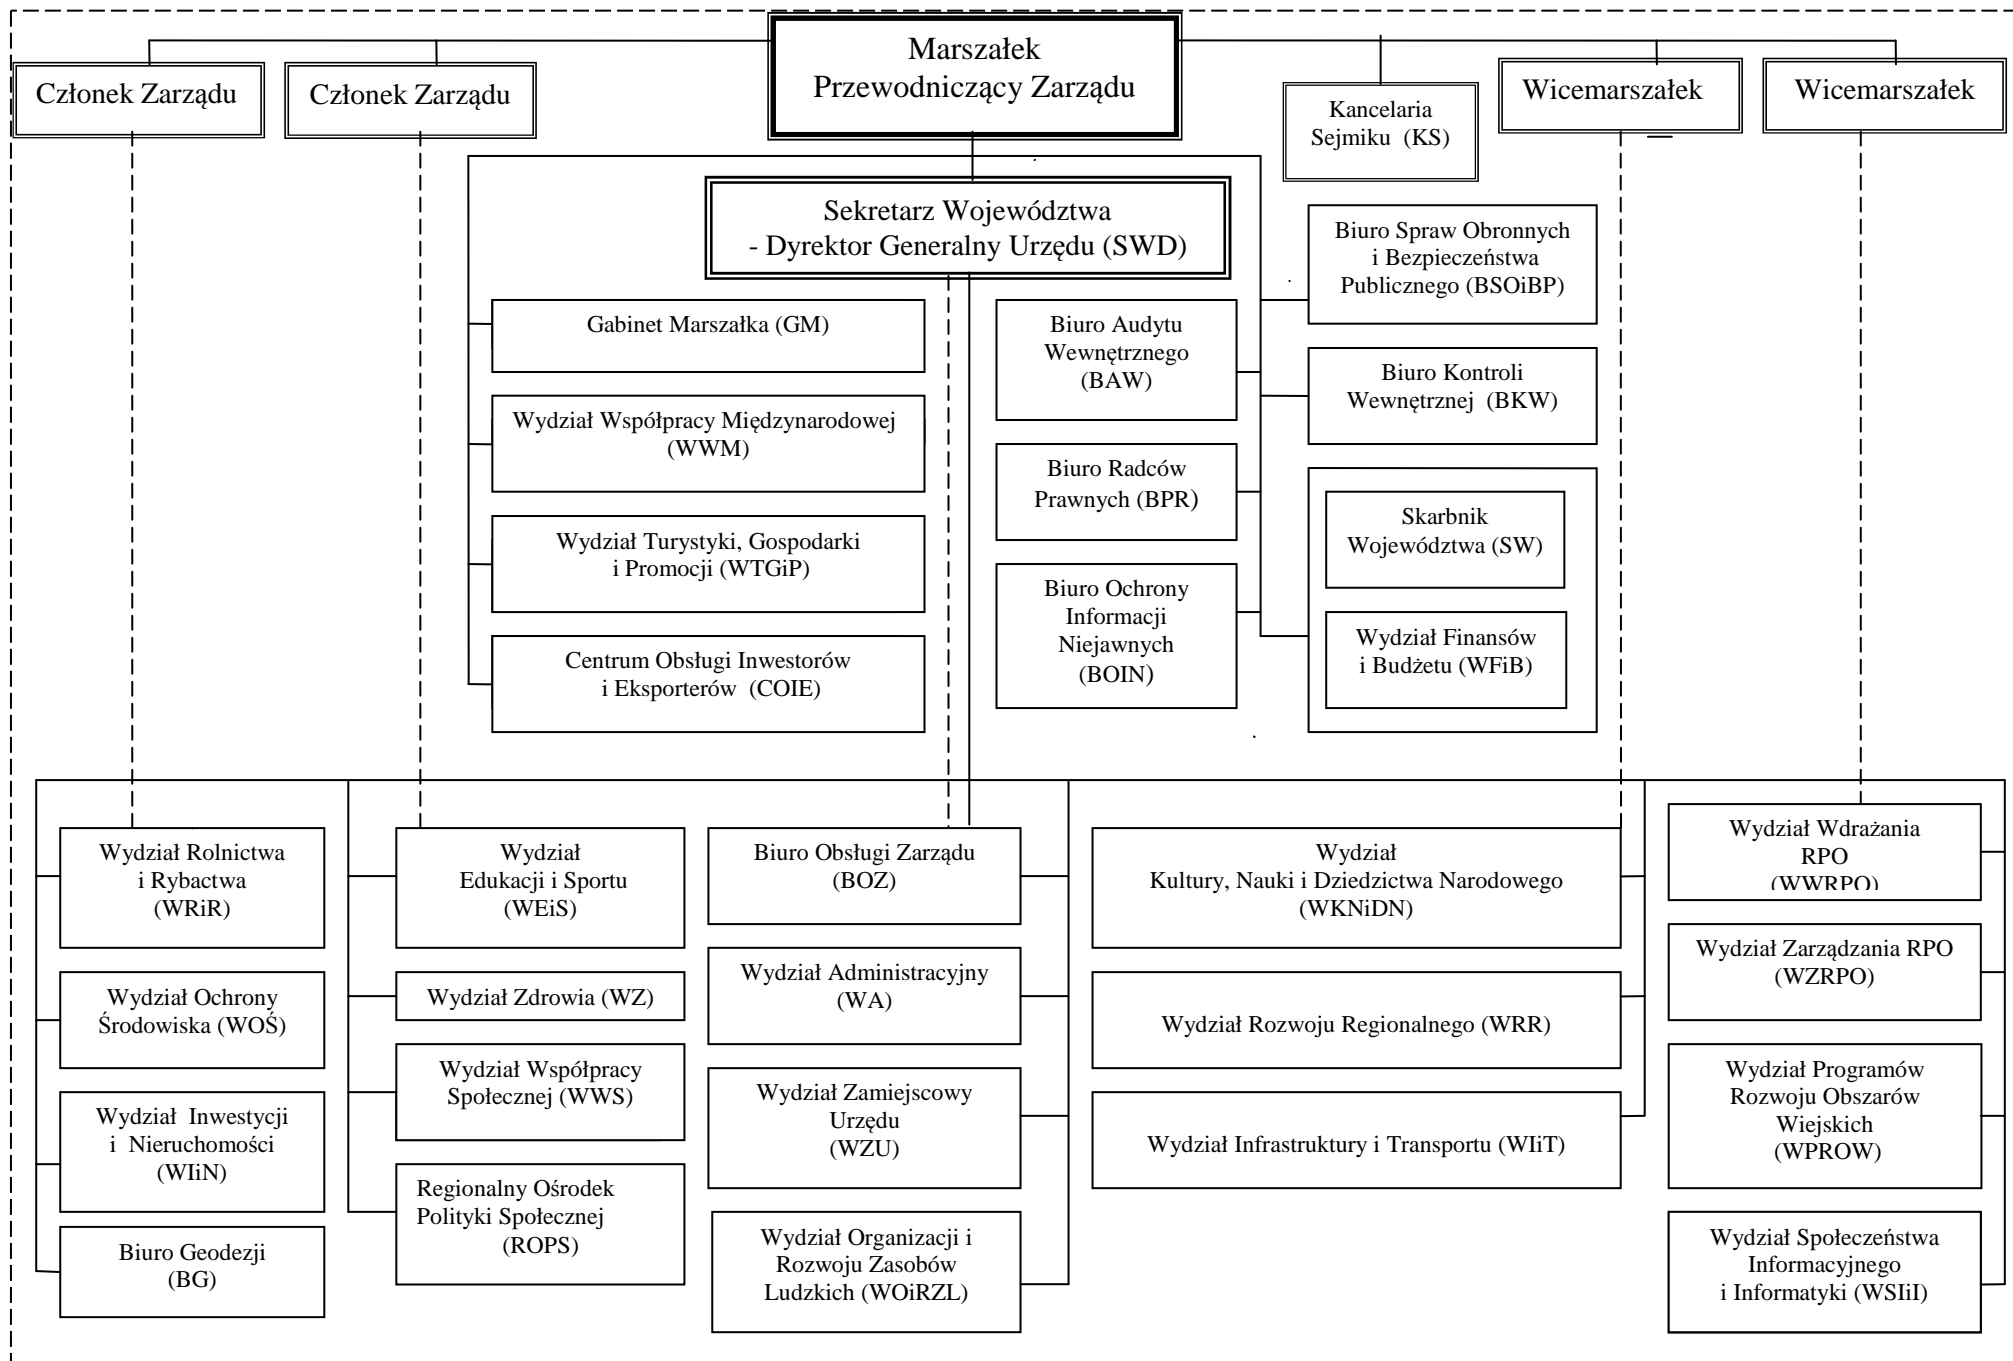 Marszałek
Przewodniczący Zarządu
Członek Zarządu
Członek Zarządu
Kancelaria
Sejmiku (KS)
Wicemarszałek
Wicemarszałek
Sekretarz Województwa
- Dyrektor Generalny Urzędu (SWD)
Gabinet Marszałka (GM)
Wydział Współpracy Międzynarodowej
(WWM)
Wydział Turystyki, Gospodarki
i Promocji (WTGiP)
Centrum Obsługi Inwestorów
i Eksporterów (COIE)
Biuro Audytu
Wewnętrznego
(BAW)
Biuro Radców
Prawnych (BPR)
Biuro Ochrony
Informacji
Niejawnych
(BOIN)
Biuro Spraw Obronnych
i Bezpieczeństwa
Publicznego (BSOiBP)
Biuro Kontroli
Wewnętrznej (BKW)
Skarbnik
Województwa (SW)
Wydział Finansów
i Budżetu (WFiB)
Wydział Rolnictwa
i Rybactwa
(WRiR)
Wydział Ochrony
Środowiska (WOŚ)
Wydział Inwestycji
i Nieruchomości
(WIiN)
Biuro Geodezji
(BG)
Wydział
Edukacji i Sportu
(WEiS)
Wydział Zdrowia (WZ)
Wydział Współpracy
Społecznej (WWS)
Regionalny Ośrodek
Polityki Społecznej
(ROPS)
Biuro Obsługi Zarządu
(BOZ)
Wydział Administracyjny
(WA)
Wydział Zamiejscowy
Urzędu
(WZU)
Wydział Organizacji i
Rozwoju Zasobów
Ludzkich (WOiRZL)
Wydział
Kultury, Nauki i Dziedzictwa Narodowego
(WKNiDN)
Wydział Rozwoju Regionalnego (WRR)
Wydział Infrastruktury i Transportu (WIiT)
Wydział Wdrażania
RPO
(WWRPO)
Wydział Zarządzania RPO
(WZRPO)
Wydział Programów
Rozwoju Obszarów
Wiejskich
(WPROW)
Wydział Społeczeństwa
Informacyjnego
i Informatyki (WSIiI)